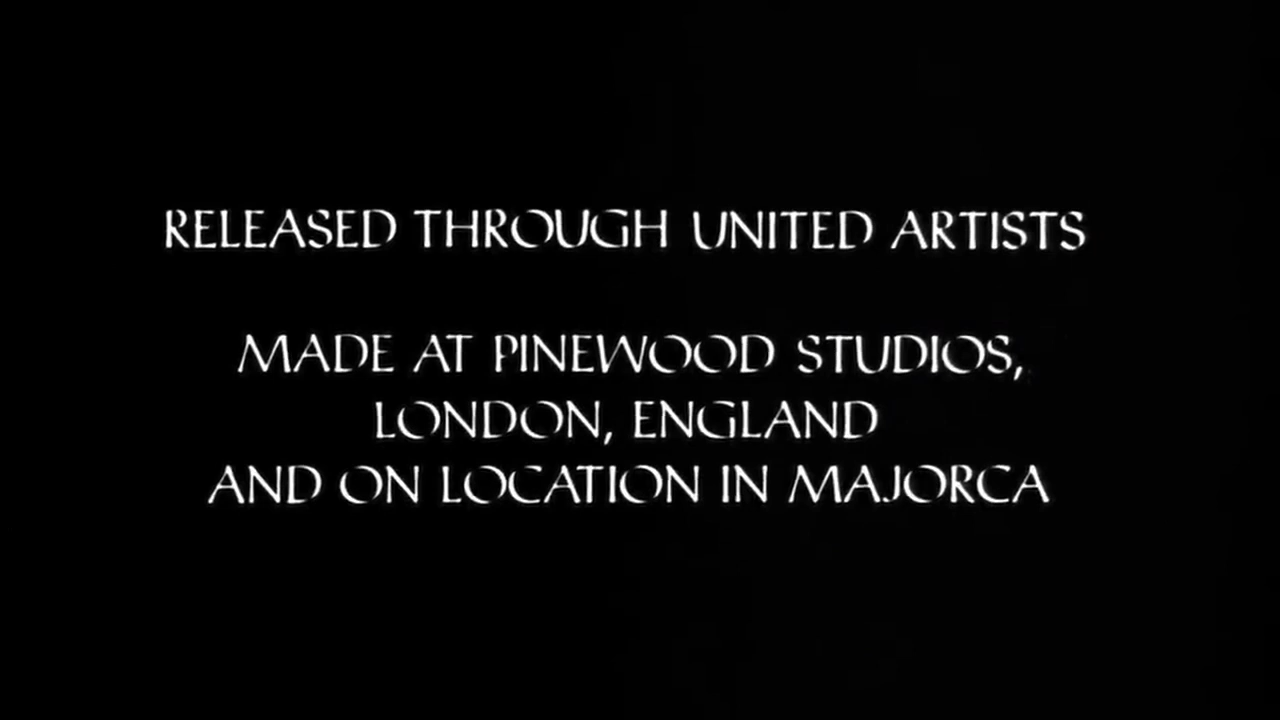 RELEASED THROUGH UNITED ARTISTS
MADE AT PINEWOOD STUDIOS,
LONDON, ENGLAND
AND ON LOCATION IN MAJORCA